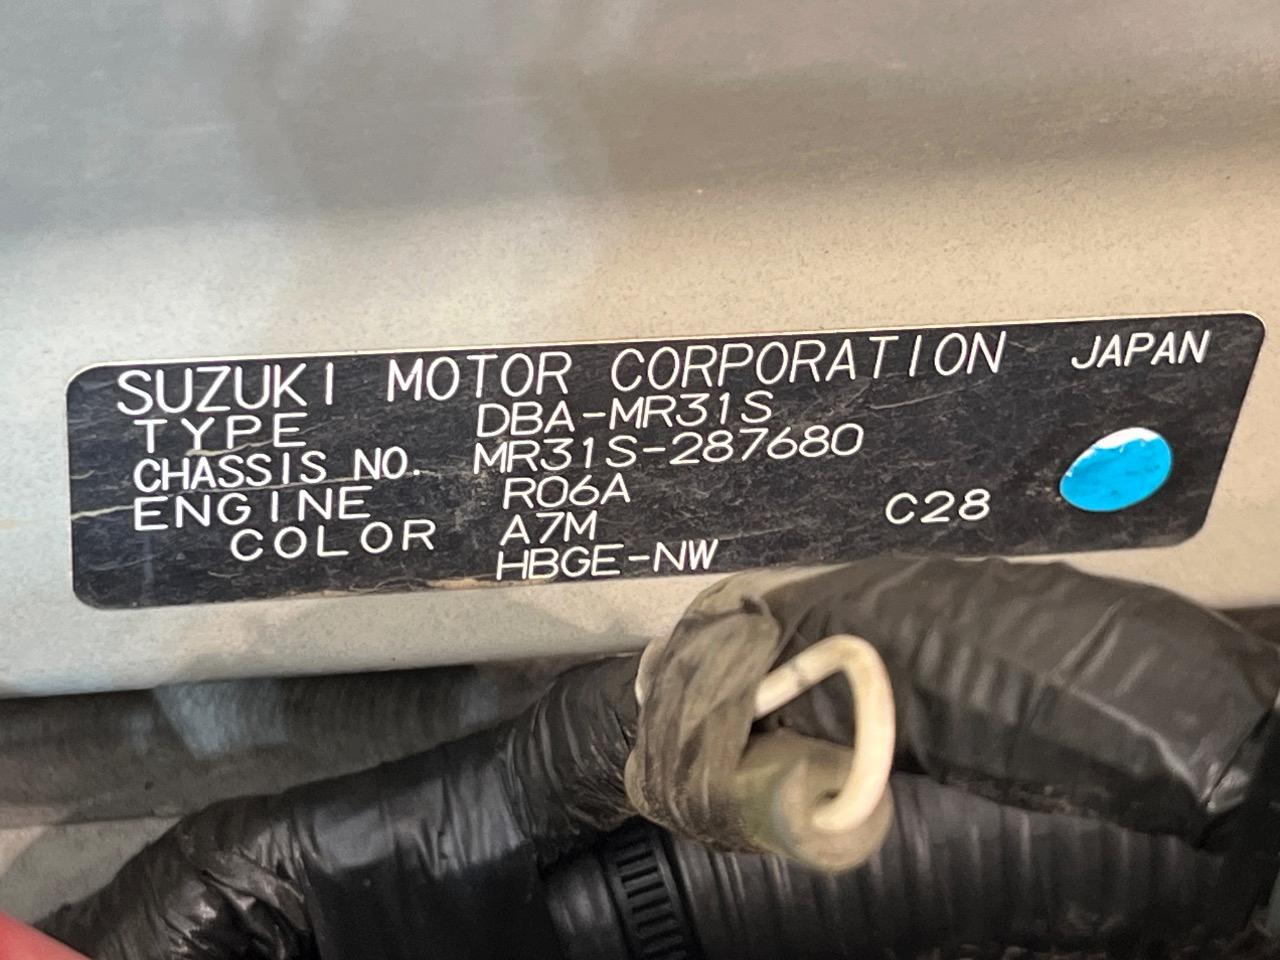 SUZUKI MOTOR CORPORATION JAPAN
TYPE DBA-MR31S
CHASSIS NO. MR31S-287680
ENGINE R06A
COLOR A7M C28
HBGE-NW